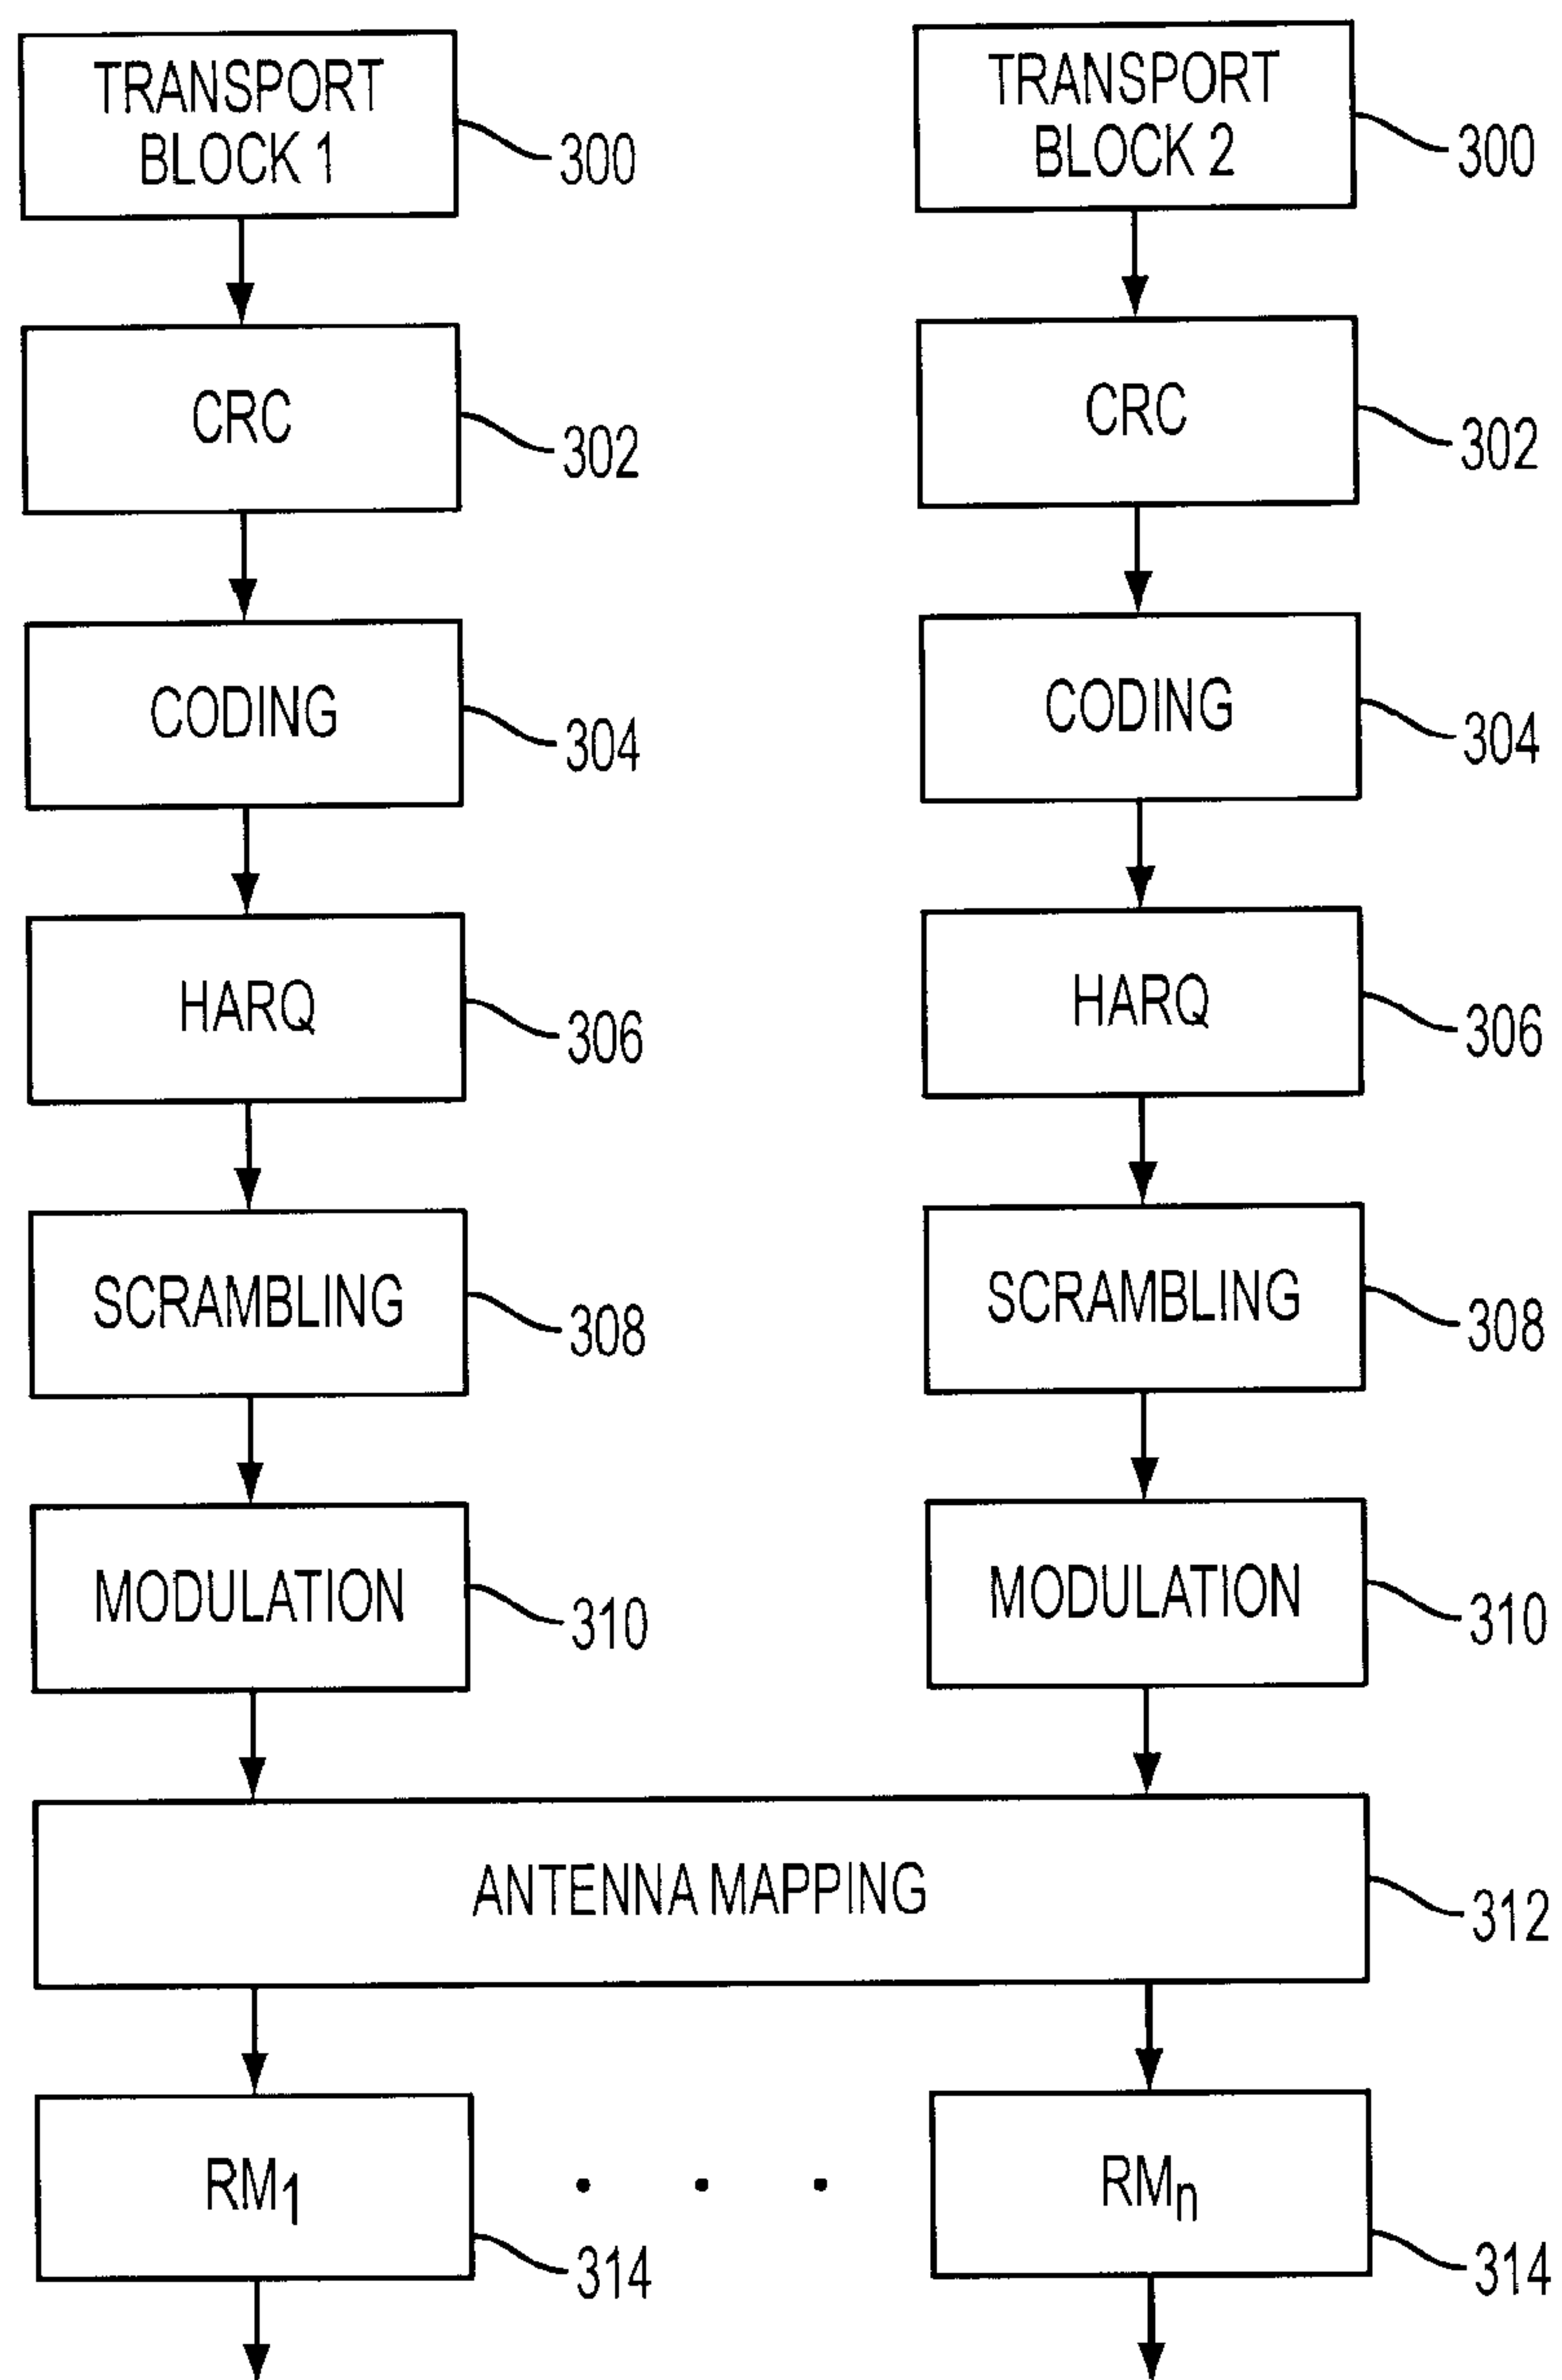 TRANSPORT
BLOCK 1
300
TRANSPORT
BLOCK 2
300
CRC
302
CRC
302
CODING
304
CODING
304
HARQ
306
HARQ
306
SCRAMBLING
308
SCRAMBLING
308
MODULATION
310
MODULATION
310
ANTENNA MAPPING
312
RM1
314
. . .
RMn
314